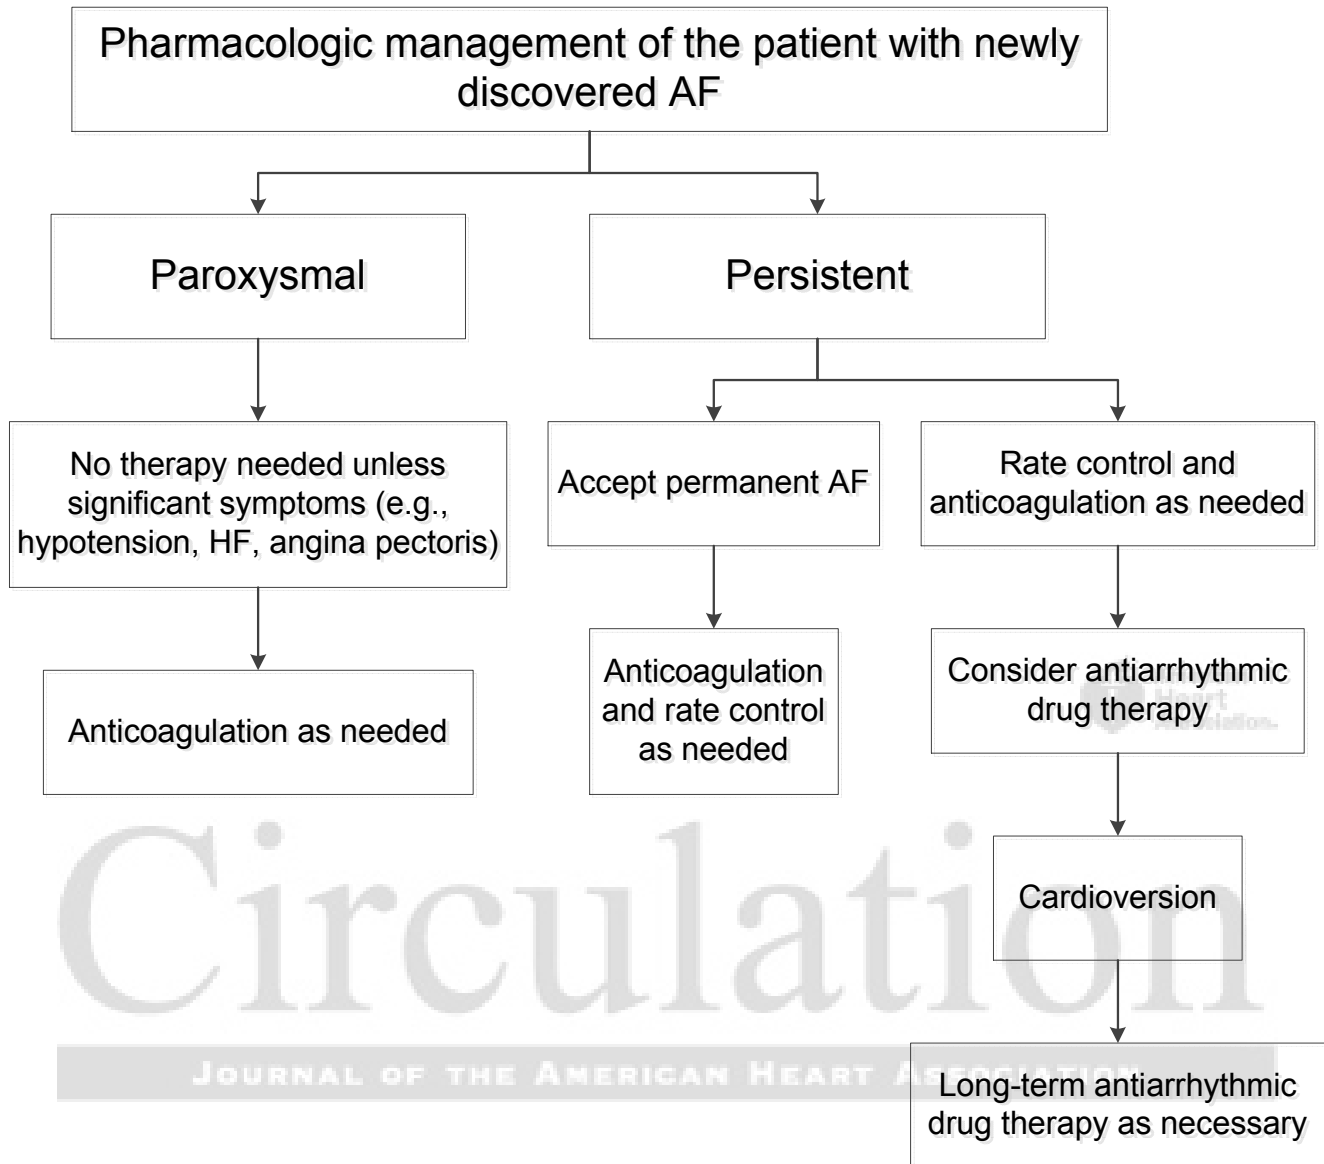 Pharmacologic management of the patient with newly
discovered AF
Paroxysmal
Persistent
No therapy needed unless
significant symptoms (e.g.,
hypotension, HF, angina pectoris)
Accept permanent AF
Rate control and
anticoagulation as needed
Anticoagulation as needed
Anticoagulation
and rate control
as needed
Consider antiarrhythmic
drug therapy
Heart
Association
Cardioversion
Circulation
JOURNAL OF THE AMERICAN HEART ASSOCIATION
Long-term antiarrhythmic
drug therapy as necessary